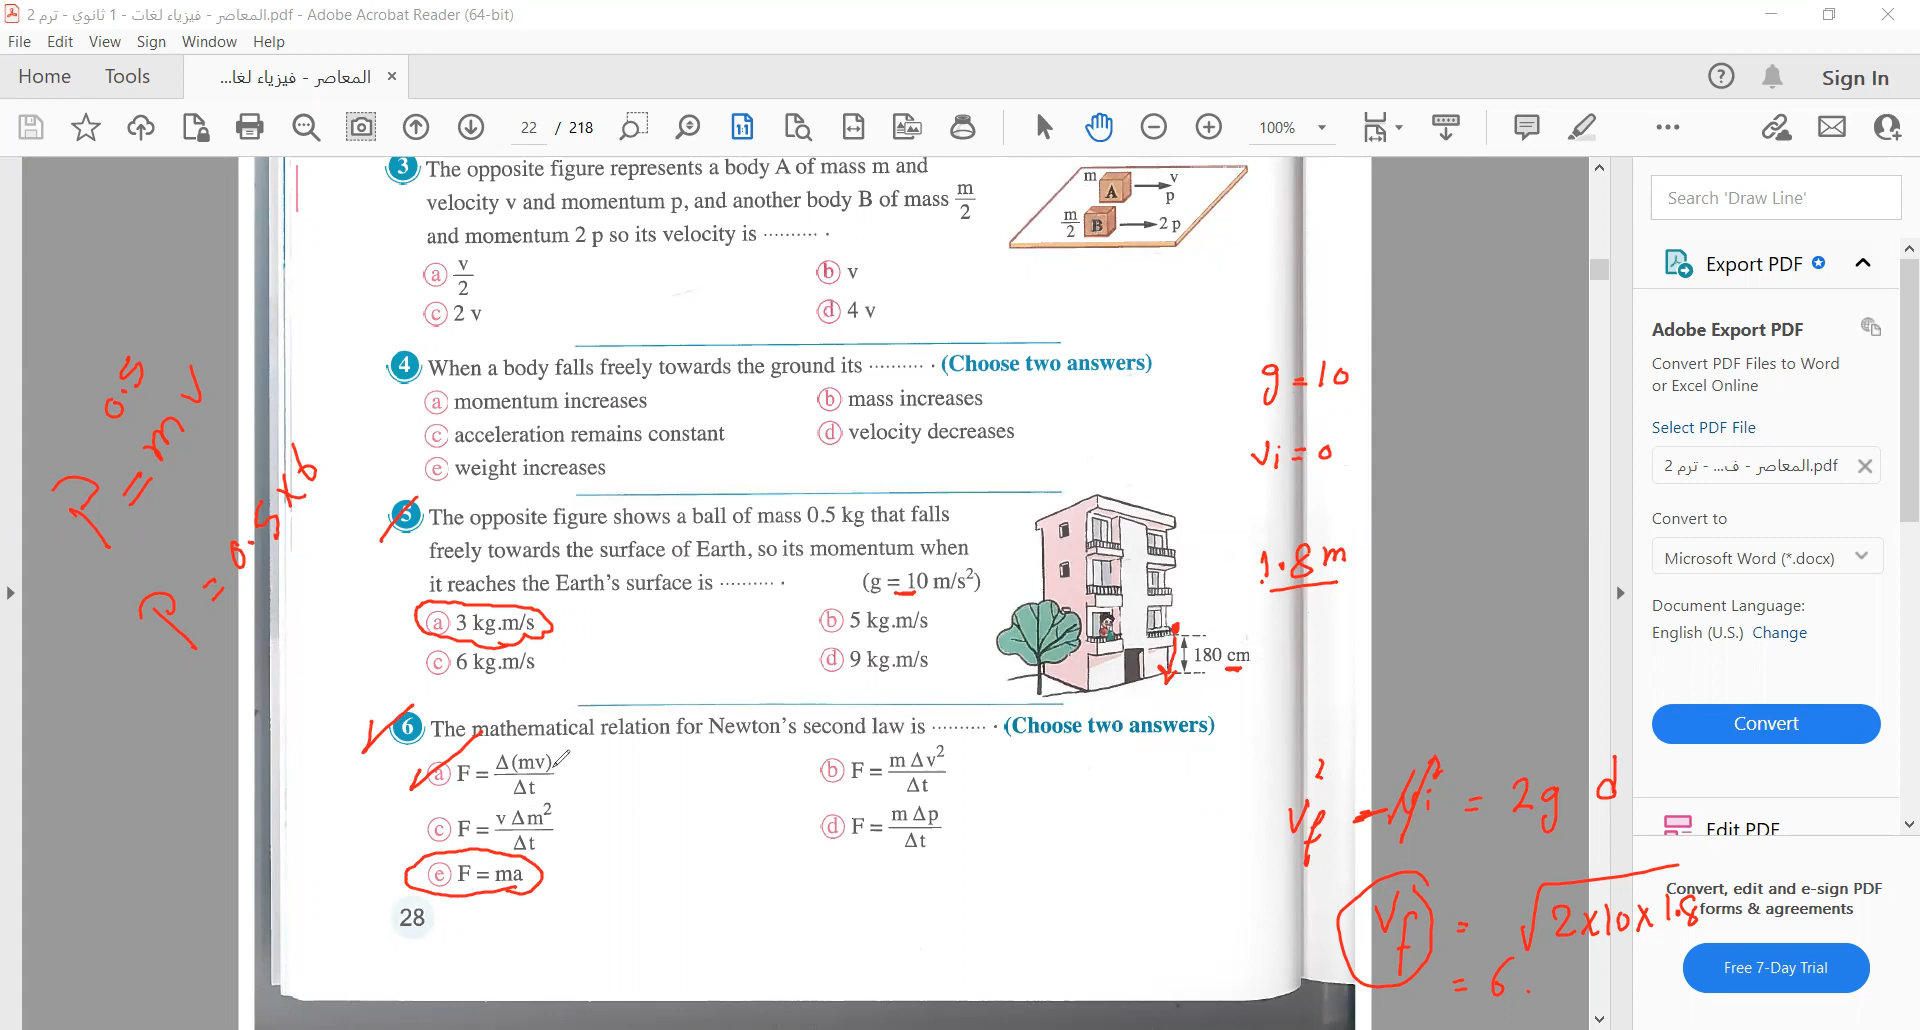 المعاصر - فيزياء لغات - 1 ثانوي - ترم 2.pdf - Adobe Acrobat Reader (64-bit)
File Edit View Sign Window Help
Home Tools المعاصر - فيزياء لغا... × Sign In
22 / 218 100%
3 The opposite figure represents a body A of mass m and
velocity v and momentum p, and another body B of mass m/2
and momentum 2 p so its velocity is .......... .
m A v p
m/2 B 2 p
a v/2 b v
c 2 v d 4 v
4 When a body falls freely towards the ground its .......... . (Choose two answers)
a momentum increases b mass increases
c acceleration remains constant d velocity decreases
e weight increases
5 The opposite figure shows a ball of mass 0.5 kg that falls
freely towards the surface of Earth, so its momentum when
it reaches the Earth's surface is .......... . (g = 10 m/s²)
a 3 kg.m/s b 5 kg.m/s
c 6 kg.m/s d 9 kg.m/s
180 cm
6 The mathematical relation for Newton's second law is .......... . (Choose two answers)
a F = Δ(mv)/Δt b F = m Δv²/Δt
c F = v Δm²/Δt d F = m Δp/Δt
e F = ma
28
0.5
P = mv
P = 0.5 x 6
g = 10
vi = 0
1.8 m
Vf² - Vi² = 2g d
Vf = √2x10x1.8
= 6.
Search 'Draw Line'
Export PDF
Adobe Export PDF
Convert PDF Files to Word
or Excel Online
Select PDF File
المعاصر - ف... - ترم 2.pdf
Convert to
Microsoft Word (*.docx)
Document Language:
English (U.S.) Change
Convert
Edit PDF
Convert, edit and e-sign PDF
forms & agreements
Free 7-Day Trial